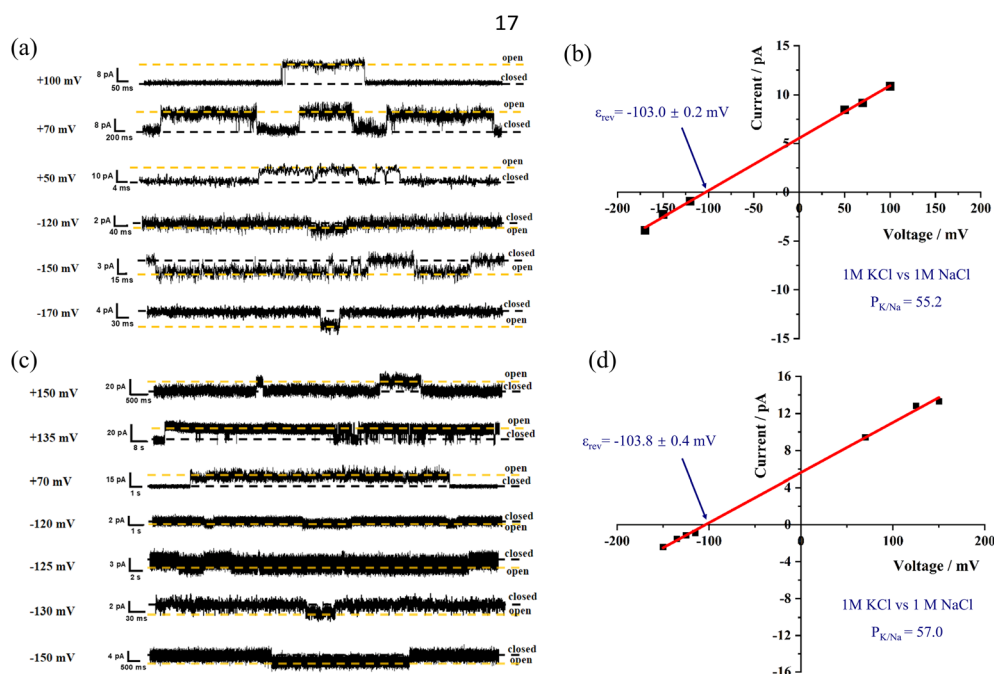 17
(a)
+100 mV
8 pA
50 ms
open
closed
+70 mV
8 pA
200 ms
open
closed
+50 mV
10 pA
4 ms
open
closed
-120 mV
2 pA
40 ms
closed
open
-150 mV
3 pA
15 ms
closed
open
-170 mV
4 pA
30 ms
closed
open
(b)
Current / pA
15
10
5
0
-5
-10
-15
-200 -150 -100 -50 50 100 150 200
Voltage / mV
εrev= -103.0 ± 0.2 mV
1M KCl vs 1M NaCl
PK/Na = 55.2
(c)
+150 mV
20 pA
500 ms
open
closed
+135 mV
20 pA
8 s
open
closed
+70 mV
15 pA
1 s
open
closed
-120 mV
2 pA
1 s
closed
open
-125 mV
3 pA
2 s
closed
open
-130 mV
2 pA
30 ms
closed
open
-150 mV
4 pA
500 ms
closed
open
(d)
Current / pA
16
12
8
4
0
-4
-8
-12
-16
-200 -100 0 100 200
Voltage / mV
εrev= -103.8 ± 0.4 mV
1M KCl vs 1 M NaCl
PK/Na = 57.0